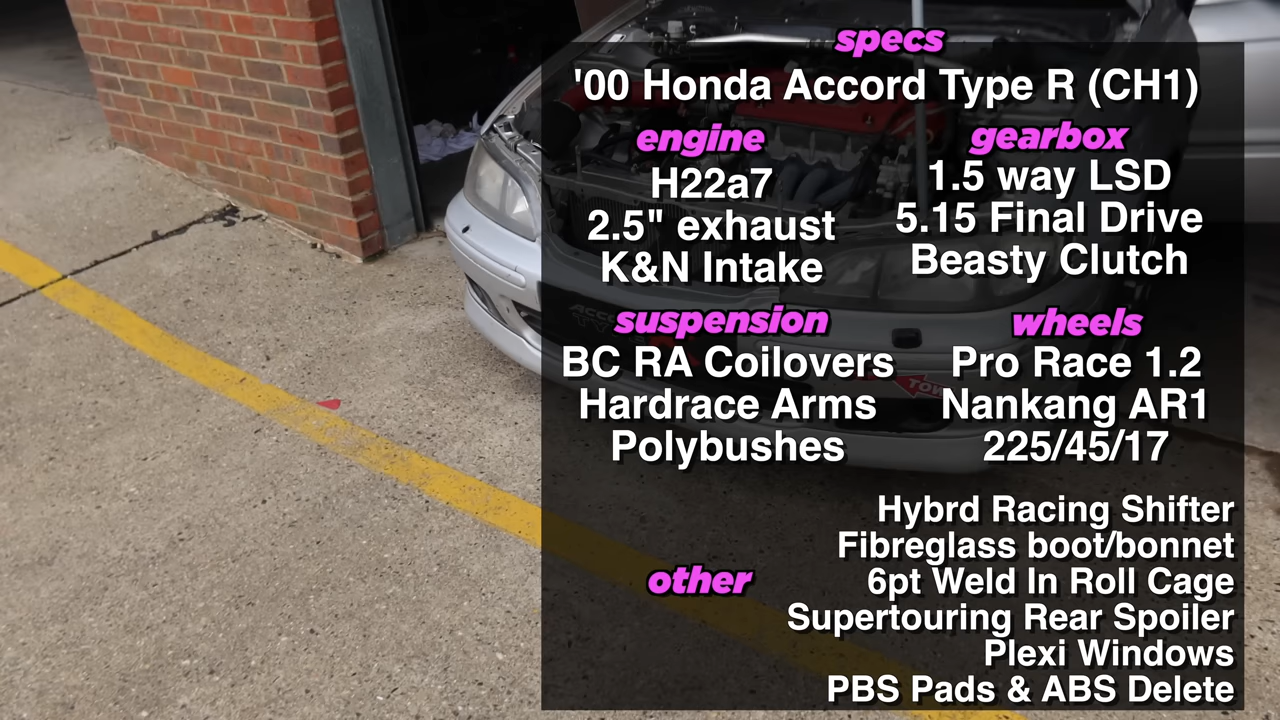 specs
'00 Honda Accord Type R (CH1)
engine
H22a7
2.5" exhaust
K&N Intake
gearbox
1.5 way LSD
5.15 Final Drive
Beasty Clutch
suspension
BC RA Coilovers
Hardrace Arms
Polybushes
wheels
Pro Race 1.2
Nankang AR1
225/45/17
TOW
other
Hybrd Racing Shifter
Fibreglass boot/bonnet
6pt Weld In Roll Cage
Supertouring Rear Spoiler
Plexi Windows
PBS Pads & ABS Delete